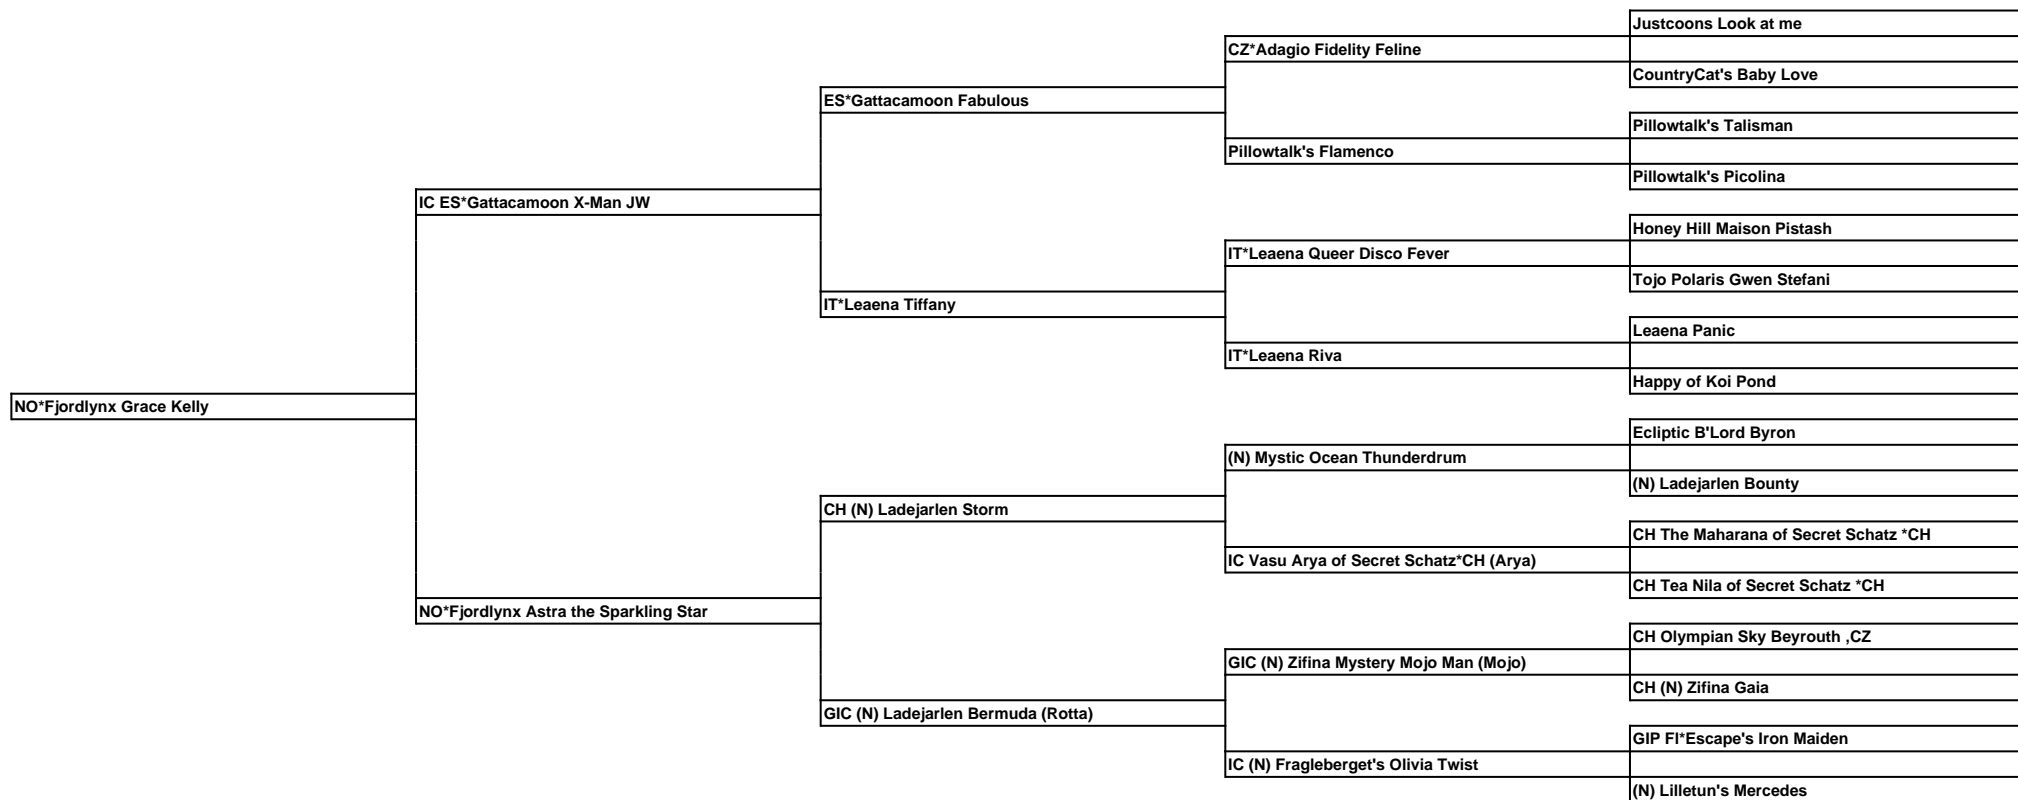 Justcoons Look at me
CZ*Adagio Fidelity Feline
CountryCat's Baby Love
ES*Gattacamoon Fabulous
Pillowtalk's Talisman
Pillowtalk's Flamenco
Pillowtalk's Picolina
IC ES*Gattacamoon X-Man JW
Honey Hill Maison Pistash
IT*Leaena Queer Disco Fever
Tojo Polaris Gwen Stefani
IT*Leaena Tiffany
Leaena Panic
IT*Leaena Riva
Happy of Koi Pond
NO*Fjordlynx Grace Kelly
Ecliptic B'Lord Byron
(N) Mystic Ocean Thunderdrum
(N) Ladejarlen Bounty
CH (N) Ladejarlen Storm
CH The Maharana of Secret Schatz *CH
IC Vasu Arya of Secret Schatz*CH (Arya)
CH Tea Nila of Secret Schatz *CH
NO*Fjordlynx Astra the Sparkling Star
CH Olympian Sky Beyrouth ,CZ
GIC (N) Zifina Mystery Mojo Man (Mojo)
CH (N) Zifina Gaia
GIC (N) Ladejarlen Bermuda (Rotta)
GIP FI*Escape's Iron Maiden
IC (N) Fragleberget's Olivia Twist
(N) Lilletun's Mercedes